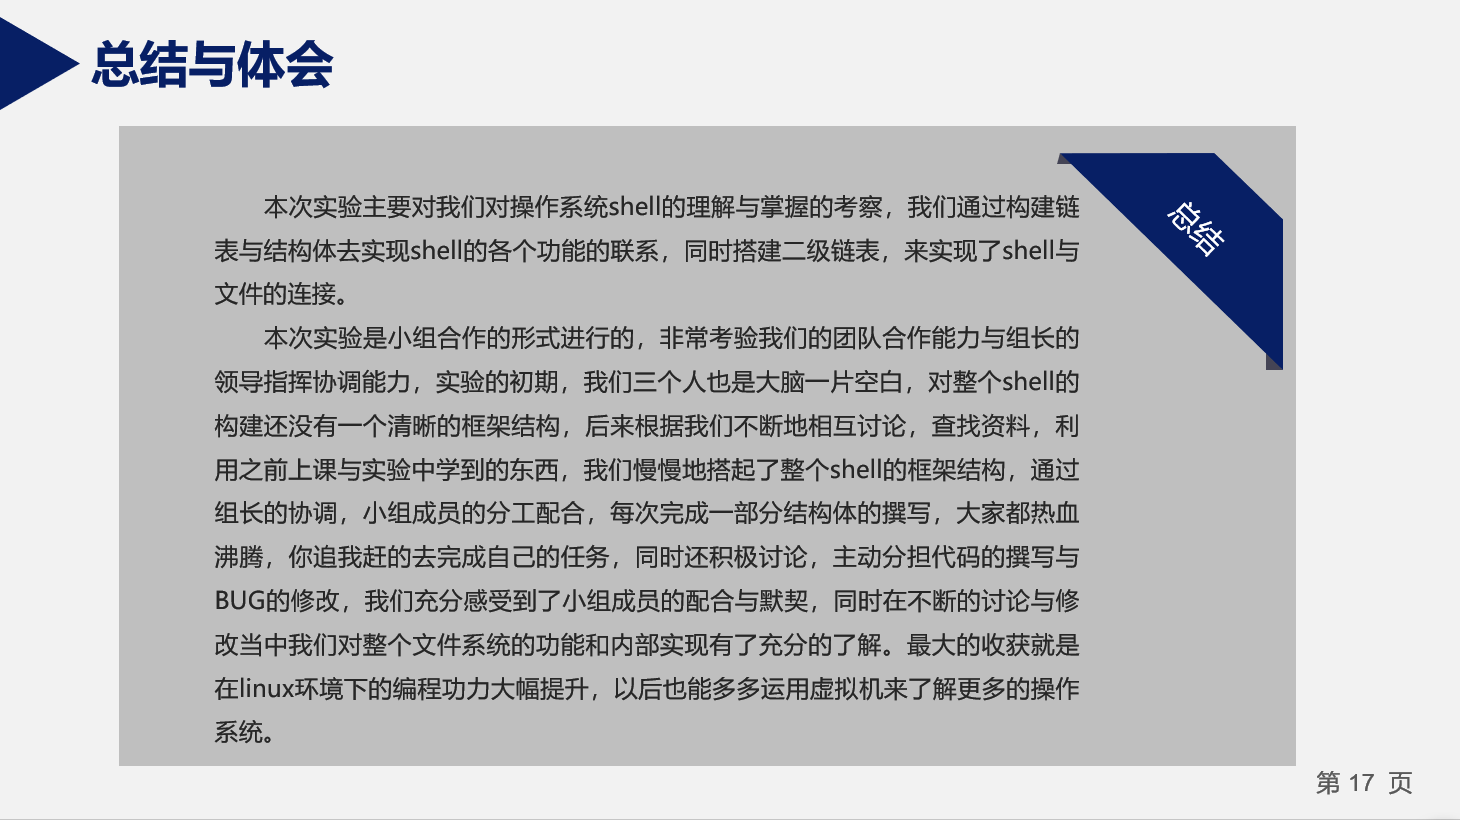 总结与体会
总结
本次实验主要对我们对操作系统shell的理解与掌握的考察，我们通过构建链
表与结构体去实现shell的各个功能的联系，同时搭建二级链表，来实现了shell与
文件的连接。
本次实验是小组合作的形式进行的，非常考验我们的团队合作能力与组长的
领导指挥协调能力，实验的初期，我们三个人也是大脑一片空白，对整个shell的
构建还没有一个清晰的框架结构，后来根据我们不断地相互讨论，查找资料，利
用之前上课与实验中学到的东西，我们慢慢地搭起了整个shell的框架结构，通过
组长的协调，小组成员的分工配合，每次完成一部分结构体的撰写，大家都热血
沸腾，你追我赶的去完成自己的任务，同时还积极讨论，主动分担代码的撰写与
BUG的修改，我们充分感受到了小组成员的配合与默契，同时在不断的讨论与修
改当中我们对整个文件系统的功能和内部实现有了充分的了解。最大的收获就是
在linux环境下的编程功力大幅提升，以后也能多多运用虚拟机来了解更多的操作
系统。
第 17 页